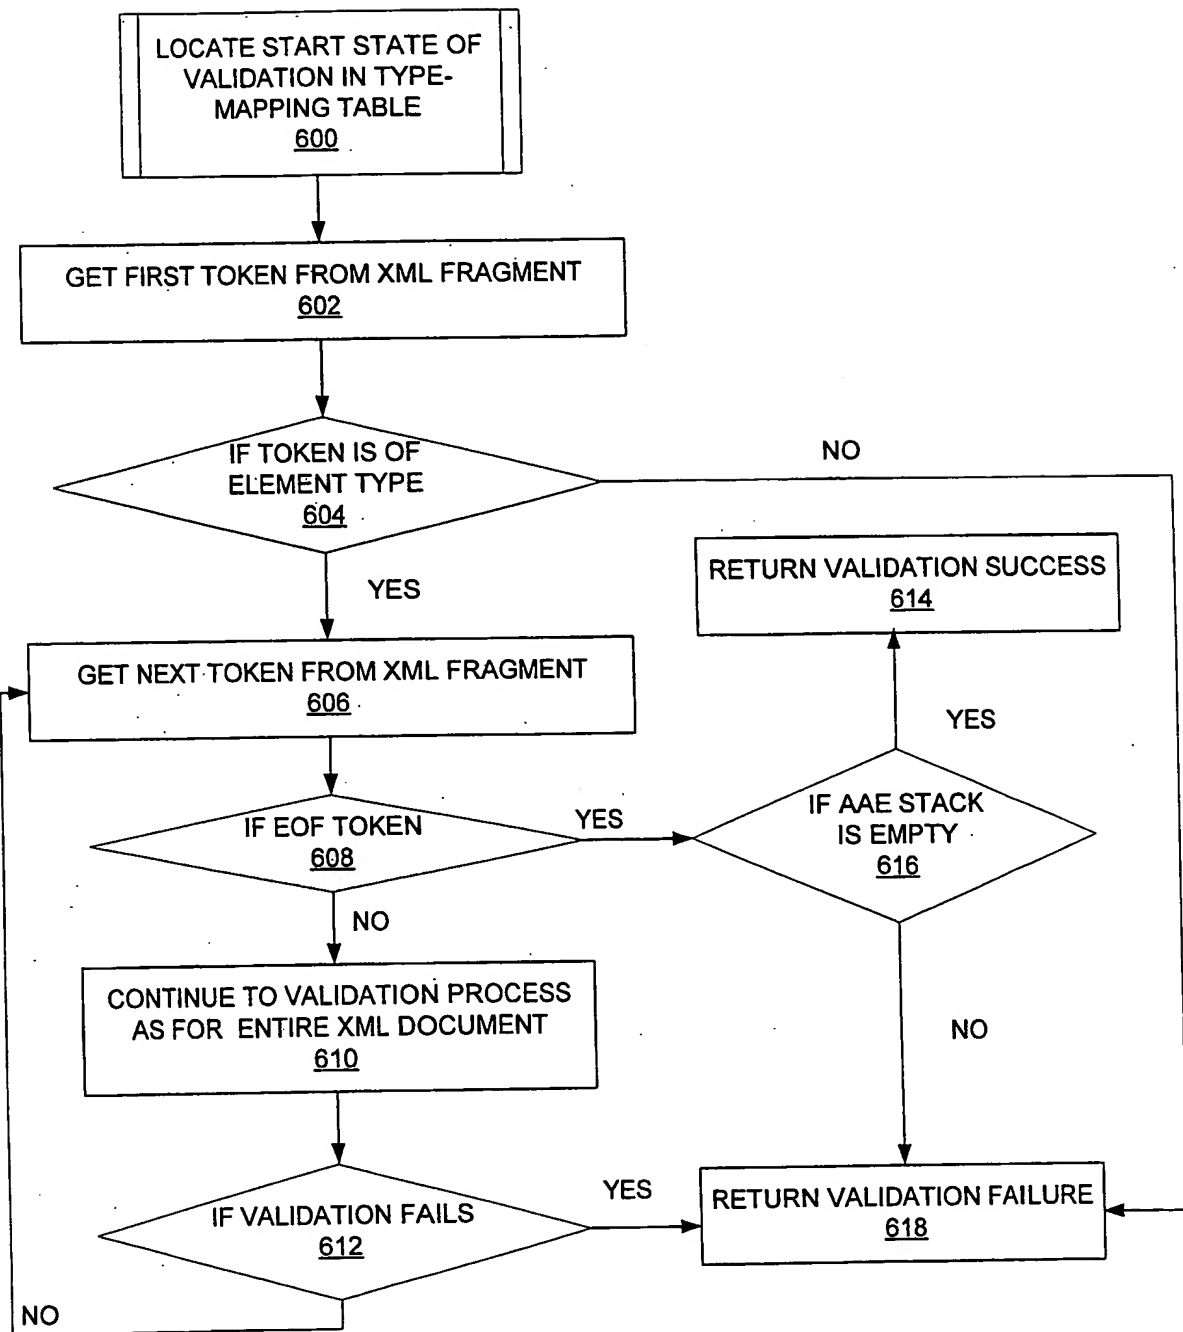 LOCATE START STATE OF
VALIDATION IN TYPE-
MAPPING TABLE
600
GET FIRST TOKEN FROM XML FRAGMENT
602
IF TOKEN IS OF
ELEMENT TYPE
604
NO
YES
RETURN VALIDATION SUCCESS
614
GET NEXT TOKEN FROM XML FRAGMENT
606
YES
IF EOF TOKEN
608
YES
IF AAE STACK
IS EMPTY
616
NO
CONTINUE TO VALIDATION PROCESS
AS FOR ENTIRE XML DOCUMENT
610
NO
IF VALIDATION FAILS
612
YES
RETURN VALIDATION FAILURE
618
NO